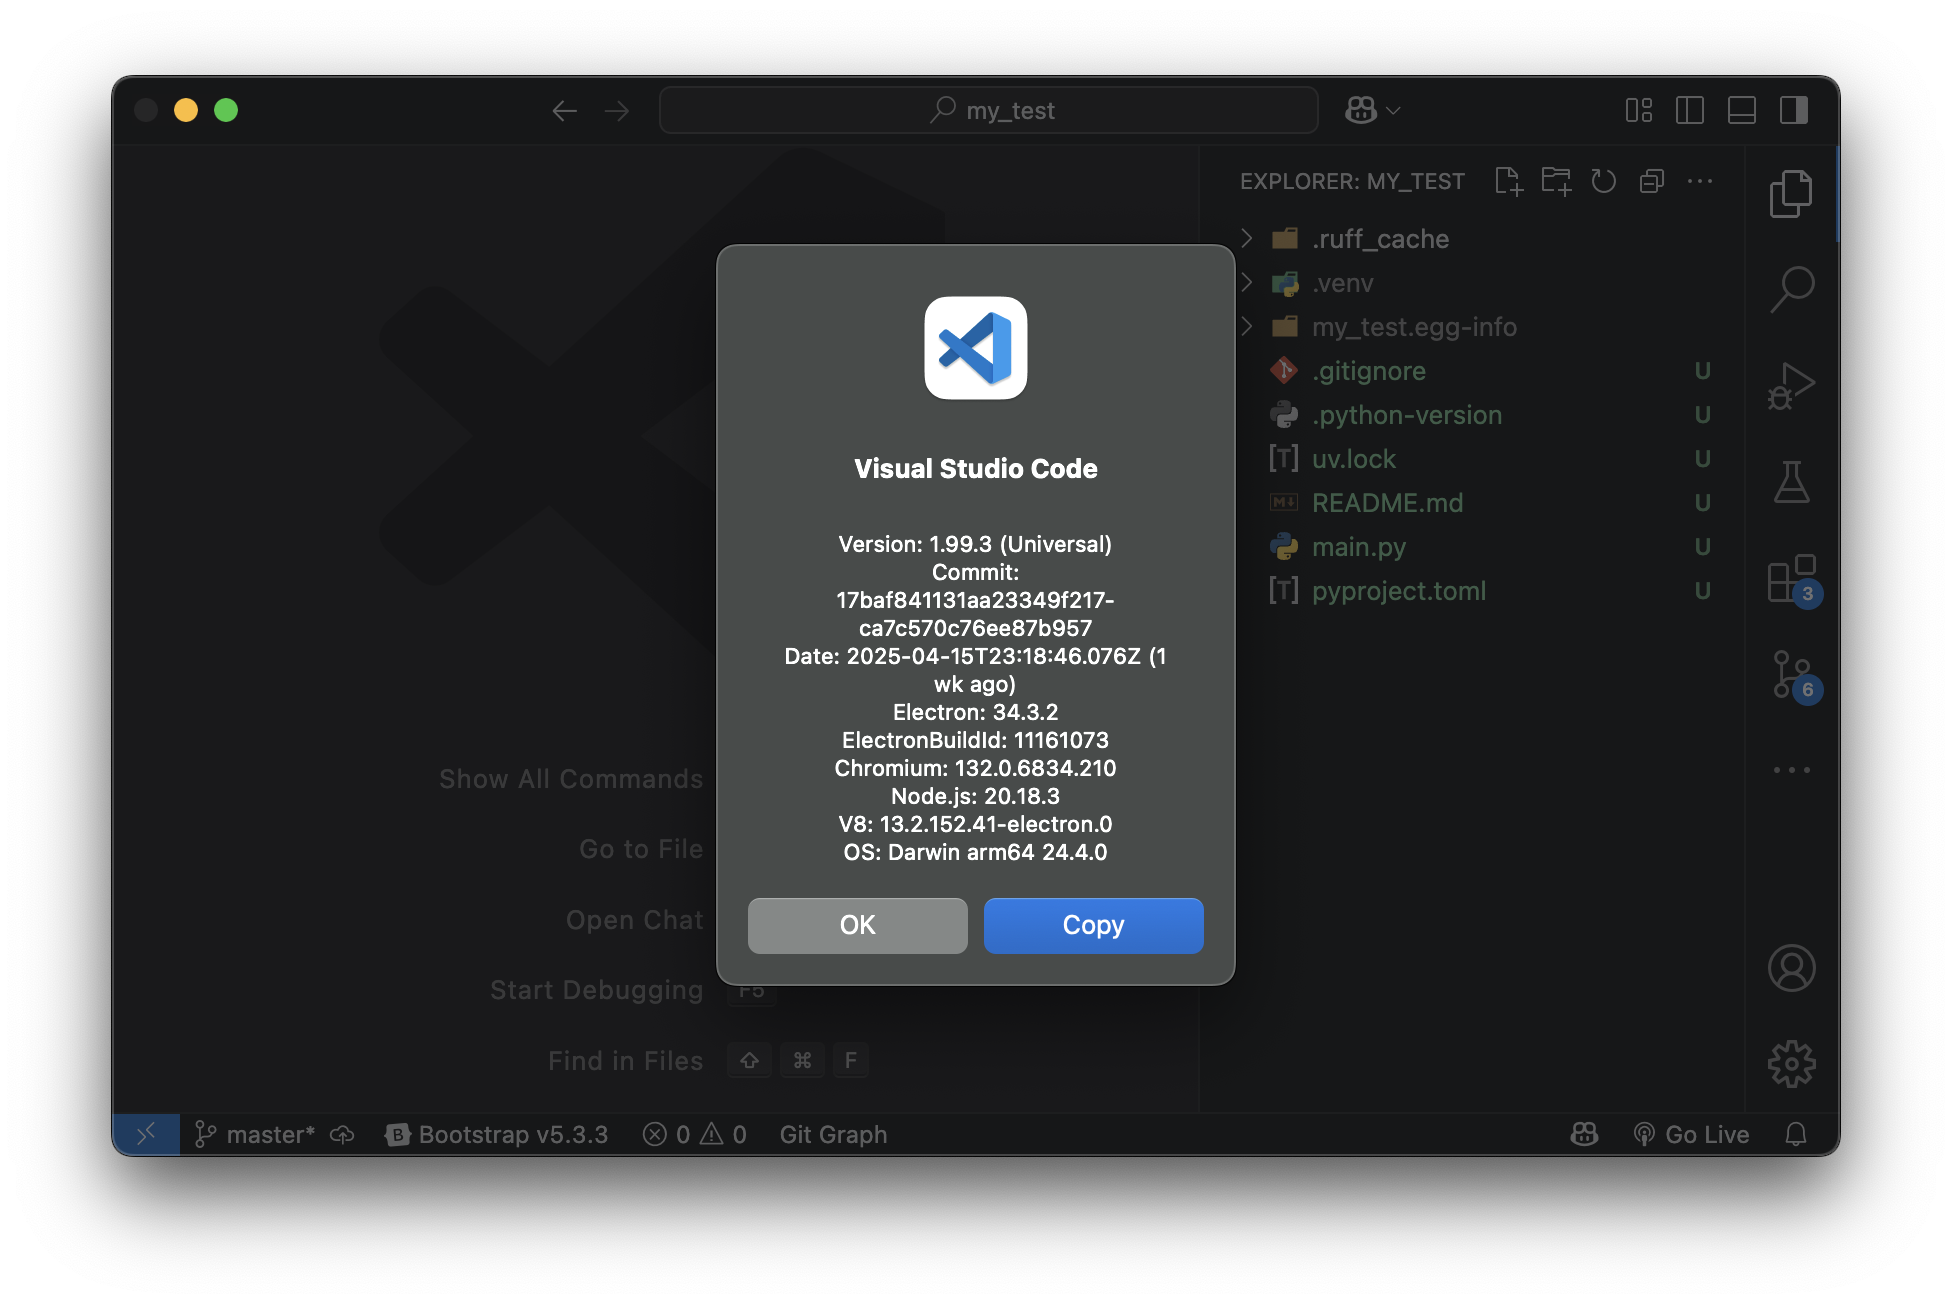 my_test
EXPLORER: MY_TEST
.ruff_cache
.venv
my_test.egg-info
.gitignore U
.python-version U
[T] uv.lock U
M README.md U
main.py U
[T] pyproject.toml U
3
6
Visual Studio Code
Version: 1.99.3 (Universal)
Commit:
17baf841131aa23349f217-
ca7c570c76ee87b957
Date: 2025-04-15T23:18:46.076Z (1
wk ago)
Electron: 34.3.2
ElectronBuildId: 11161073
Chromium: 132.0.6834.210
Node.js: 20.18.3
V8: 13.2.152.41-electron.0
OS: Darwin arm64 24.4.0
OK Copy
Show All Commands
Go to File
Open Chat
Start Debugging F5
Find in Files ⇧ ⌘ F
master* B Bootstrap v5.3.3 0 0 Git Graph Go Live